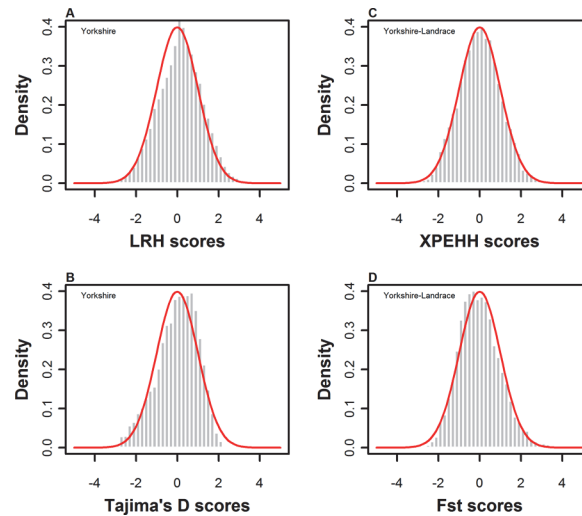 A
Yorkshire
Density
0.0 0.1 0.2 0.3 0.4
-4 -2 0 2 4
LRH scores
C
Yorkshire-Landrace
Density
0.0 0.1 0.2 0.3 0.4
-4 -2 0 2 4
XPEHH scores
B
Yorkshire
Density
0.0 0.1 0.2 0.3 0.4
-4 -2 0 2 4
Tajima's D scores
D
Yorkshire-Landrace
Density
0.0 0.1 0.2 0.3 0.4
-4 -2 0 2 4
Fst scores